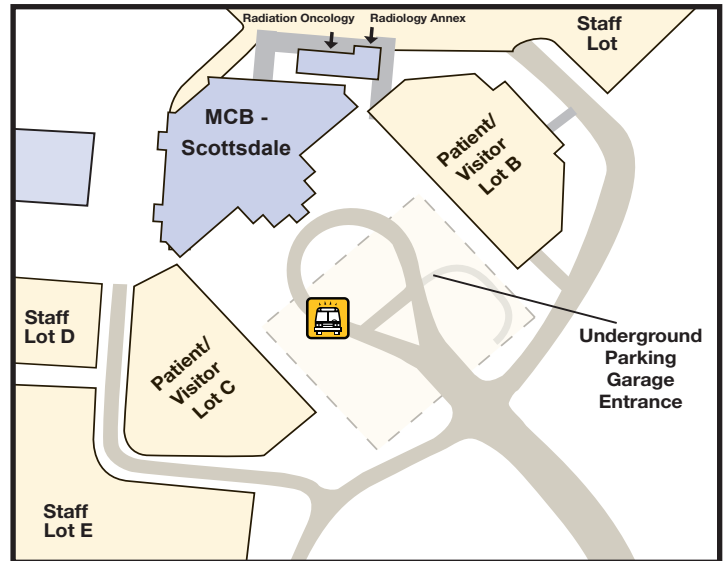 Radiation Oncology
Radiology Annex
Staff
Lot
MCB -
Scottsdale
Patient/
Visitor
Lot B
Staff
Lot D
Patient/
Visitor
Lot C
Underground
Parking
Garage
Entrance
Staff
Lot E